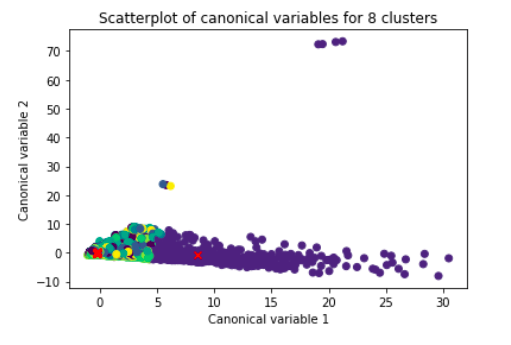 Scatterplot of canonical variables for 8 clusters
70
60
50
40
30
20
10
0
−10
Canonical variable 2
0 5 10 15 20 25 30
Canonical variable 1